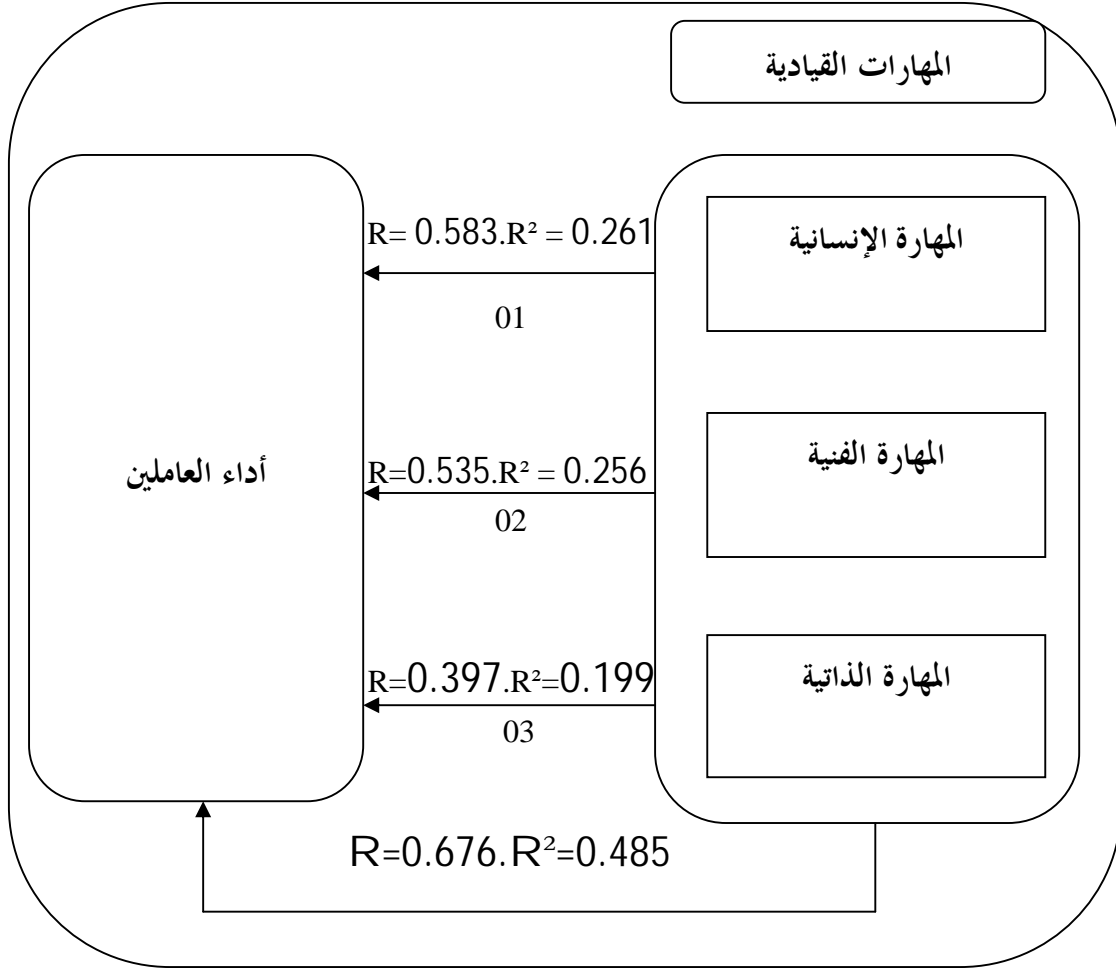 المهارات القيادية
المهارة الإنسانية
R= 0.583.R² = 0.261
01
المهارة الفنية
أداء العاملين
R=0.535.R² = 0.256
02
المهارة الذاتية
R=0.397.R²=0.199
03
R=0.676.R²=0.485